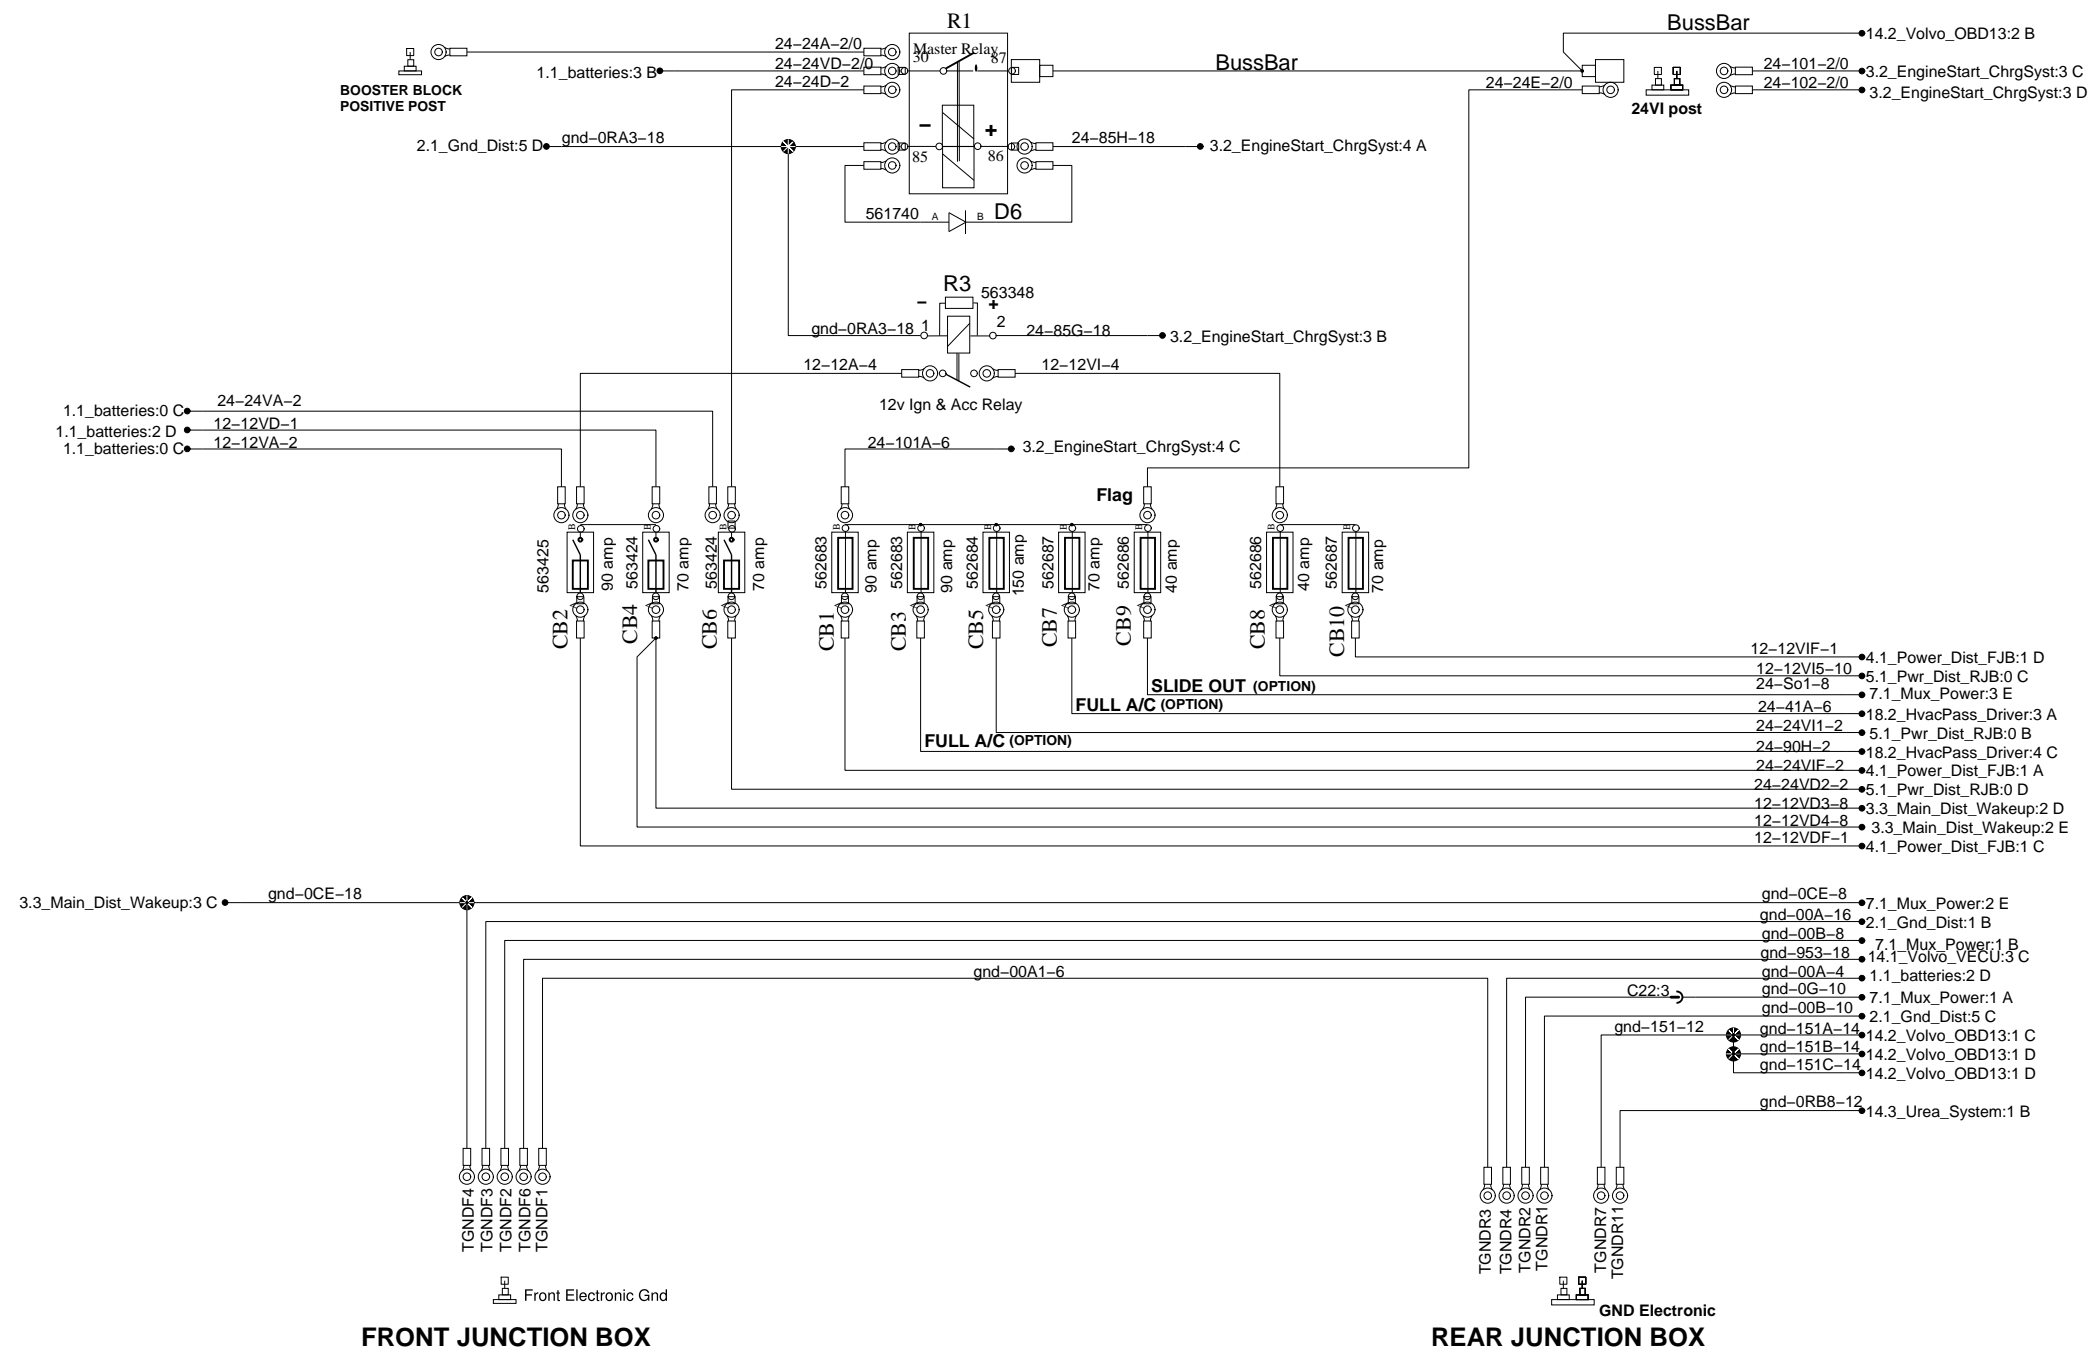 R1
BussBar
24-24A-2/0
Master Relay
14.2_Volvo_OBD13:2 B
30
87
24-24VD-2/0
1.1_batteries:3 B
BussBar
24-101-2/0
3.2_EngineStart_ChrgSyst:3 C
24-24D-2
24-24E-2/0
24-102-2/0
3.2_EngineStart_ChrgSyst:3 D
BOOSTER BLOCK
POSITIVE POST
24VI post
− +
2.1_Gnd_Dist:5 D
gnd-0RA3-18
85
86
24-85H-18
3.2_EngineStart_ChrgSyst:4 A
561740
A
B
D6
R3
563348
− +
gnd-0RA3-18
1
2
24-85G-18
3.2_EngineStart_ChrgSyst:3 B
12-12A-4
12-12VI-4
12v Ign & Acc Relay
1.1_batteries:0 C
24-24VA-2
1.1_batteries:2 D
12-12VD-1
1.1_batteries:0 C
12-12VA-2
24-101A-6
3.2_EngineStart_ChrgSyst:4 C
Flag
B
B
B
B
B
B
B
B
B
B
563425
90 amp
563424
70 amp
563424
70 amp
562683
90 amp
562683
90 amp
562684
150 amp
562687
70 amp
562686
40 amp
562686
40 amp
562687
70 amp
CB2
CB4
CB6
CB1
CB3
CB5
CB7
CB9
CB8
CB10
12-12VIF-1
4.1_Power_Dist_FJB:1 D
12-12VI5-10
5.1_Pwr_Dist_RJB:0 C
SLIDE OUT (OPTION)
24-So1-8
7.1_Mux_Power:3 E
FULL A/C (OPTION)
24-41A-6
18.2_HvacPass_Driver:3 A
24-24VI1-2
5.1_Pwr_Dist_RJB:0 B
FULL A/C (OPTION)
24-90H-2
18.2_HvacPass_Driver:4 C
24-24VIF-2
4.1_Power_Dist_FJB:1 A
24-24VD2-2
5.1_Pwr_Dist_RJB:0 D
12-12VD3-8
3.3_Main_Dist_Wakeup:2 D
12-12VD4-8
3.3_Main_Dist_Wakeup:2 E
12-12VDF-1
4.1_Power_Dist_FJB:1 C
3.3_Main_Dist_Wakeup:3 C
gnd-0CE-18
gnd-0CE-8
7.1_Mux_Power:2 E
gnd-00A-16
2.1_Gnd_Dist:1 B
gnd-00B-8
7.1_Mux_Power:1 B
gnd-953-18
14.1_Volvo_VECU:3 C
gnd-00A1-6
gnd-00A-4
1.1_batteries:2 D
C22:3
gnd-0G-10
7.1_Mux_Power:1 A
gnd-00B-10
2.1_Gnd_Dist:5 C
gnd-151-12
gnd-151A-14
14.2_Volvo_OBD13:1 C
gnd-151B-14
14.2_Volvo_OBD13:1 D
gnd-151C-14
14.2_Volvo_OBD13:1 D
gnd-0RB8-12
14.3_Urea_System:1 B
TGNDF4
TGNDF3
TGNDF2
TGNDF6
TGNDF1
TGNDR3
TGNDR4
TGNDR2
TGNDR1
TGNDR7
TGNDR11
Front Electronic Gnd
GND Electronic
FRONT JUNCTION BOX
REAR JUNCTION BOX